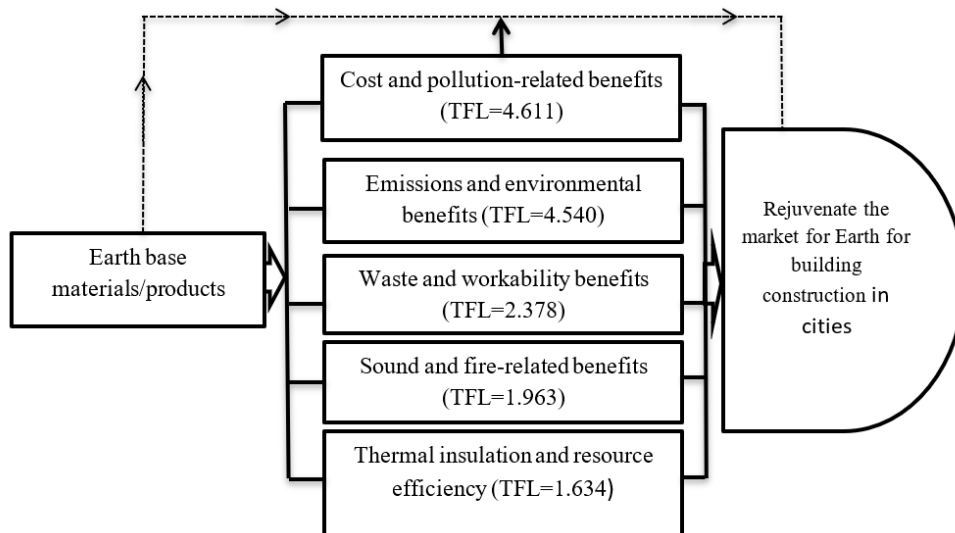 Cost and pollution-related benefits
(TFL=4.611)
Emissions and environmental
benefits (TFL=4.540)
Earth base
materials/products
Waste and workability benefits
(TFL=2.378)
Sound and fire-related benefits
(TFL=1.963)
Thermal insulation and resource
efficiency (TFL=1.634)
Rejuvenate the
market for Earth for
building
construction in
cities